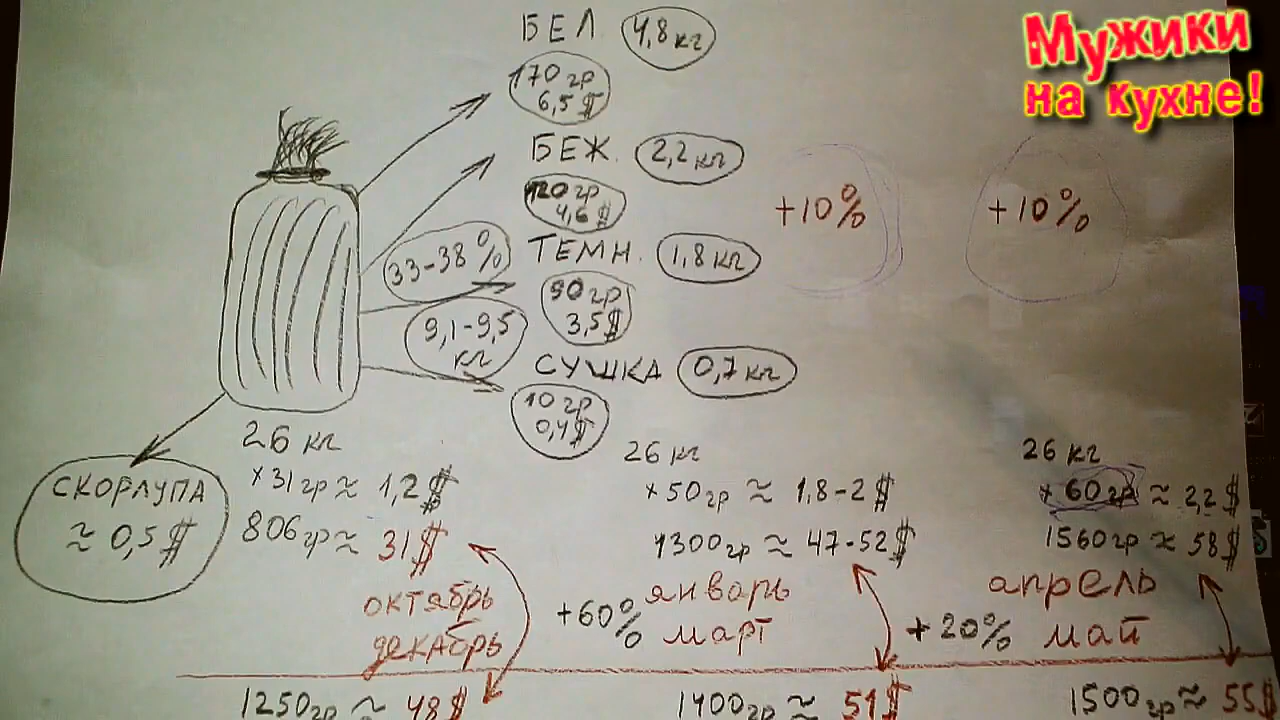 Мужики
на кухне!
БЕЛ. 4,8 кг
170 гр
6,5 $
БЕЖ. 2,2 кг
120 гр
4,6 $
33-38 %
ТЕМН. 1,8 кг
90 гр
3,5 $
9,1-9,5
кг
СУШКА 0,7 кг
10 гр
0,4 $
+10%
+10%
СКОРЛУПА
≈ 0,5 $
26 кг
× 31 гр ≈ 1,2 $
806 гр ≈ 31 $
октябрь
декабрь
26 кг
× 50 гр ≈ 1,8-2 $
1300 гр ≈ 47-52 $
+60%
январь
март
26 кг
× 60 гр ≈ 2,2 $
1560 гр ≈ 58 $
+20%
апрель
май
1250 гр ≈ 48 $
1400 гр ≈ 51 $
1500 гр ≈ 55 $